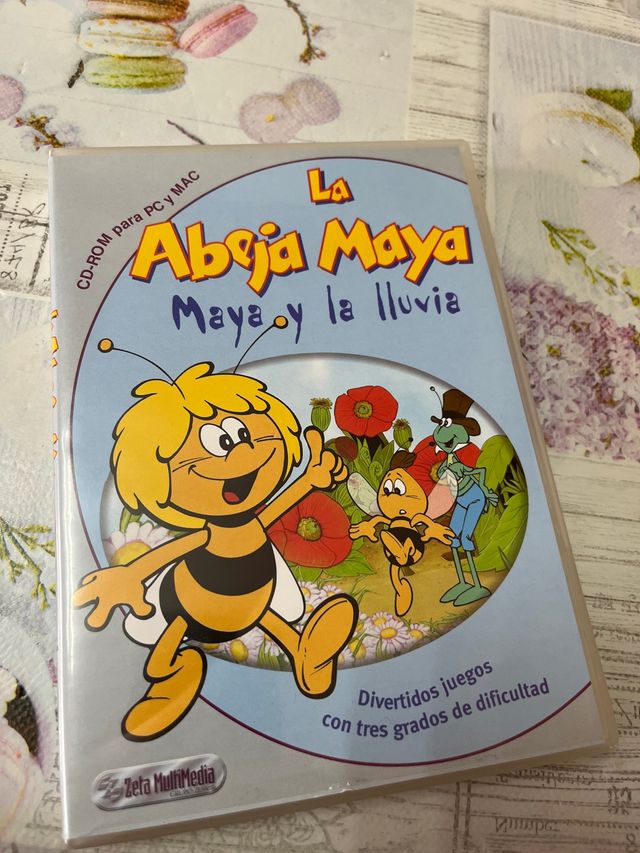 CD-ROM para PC y MAC
La
Abeja Maya
Maya y la lluvia
Divertidos juegos
con tres grados de dificultad
Zeta MultiMedia